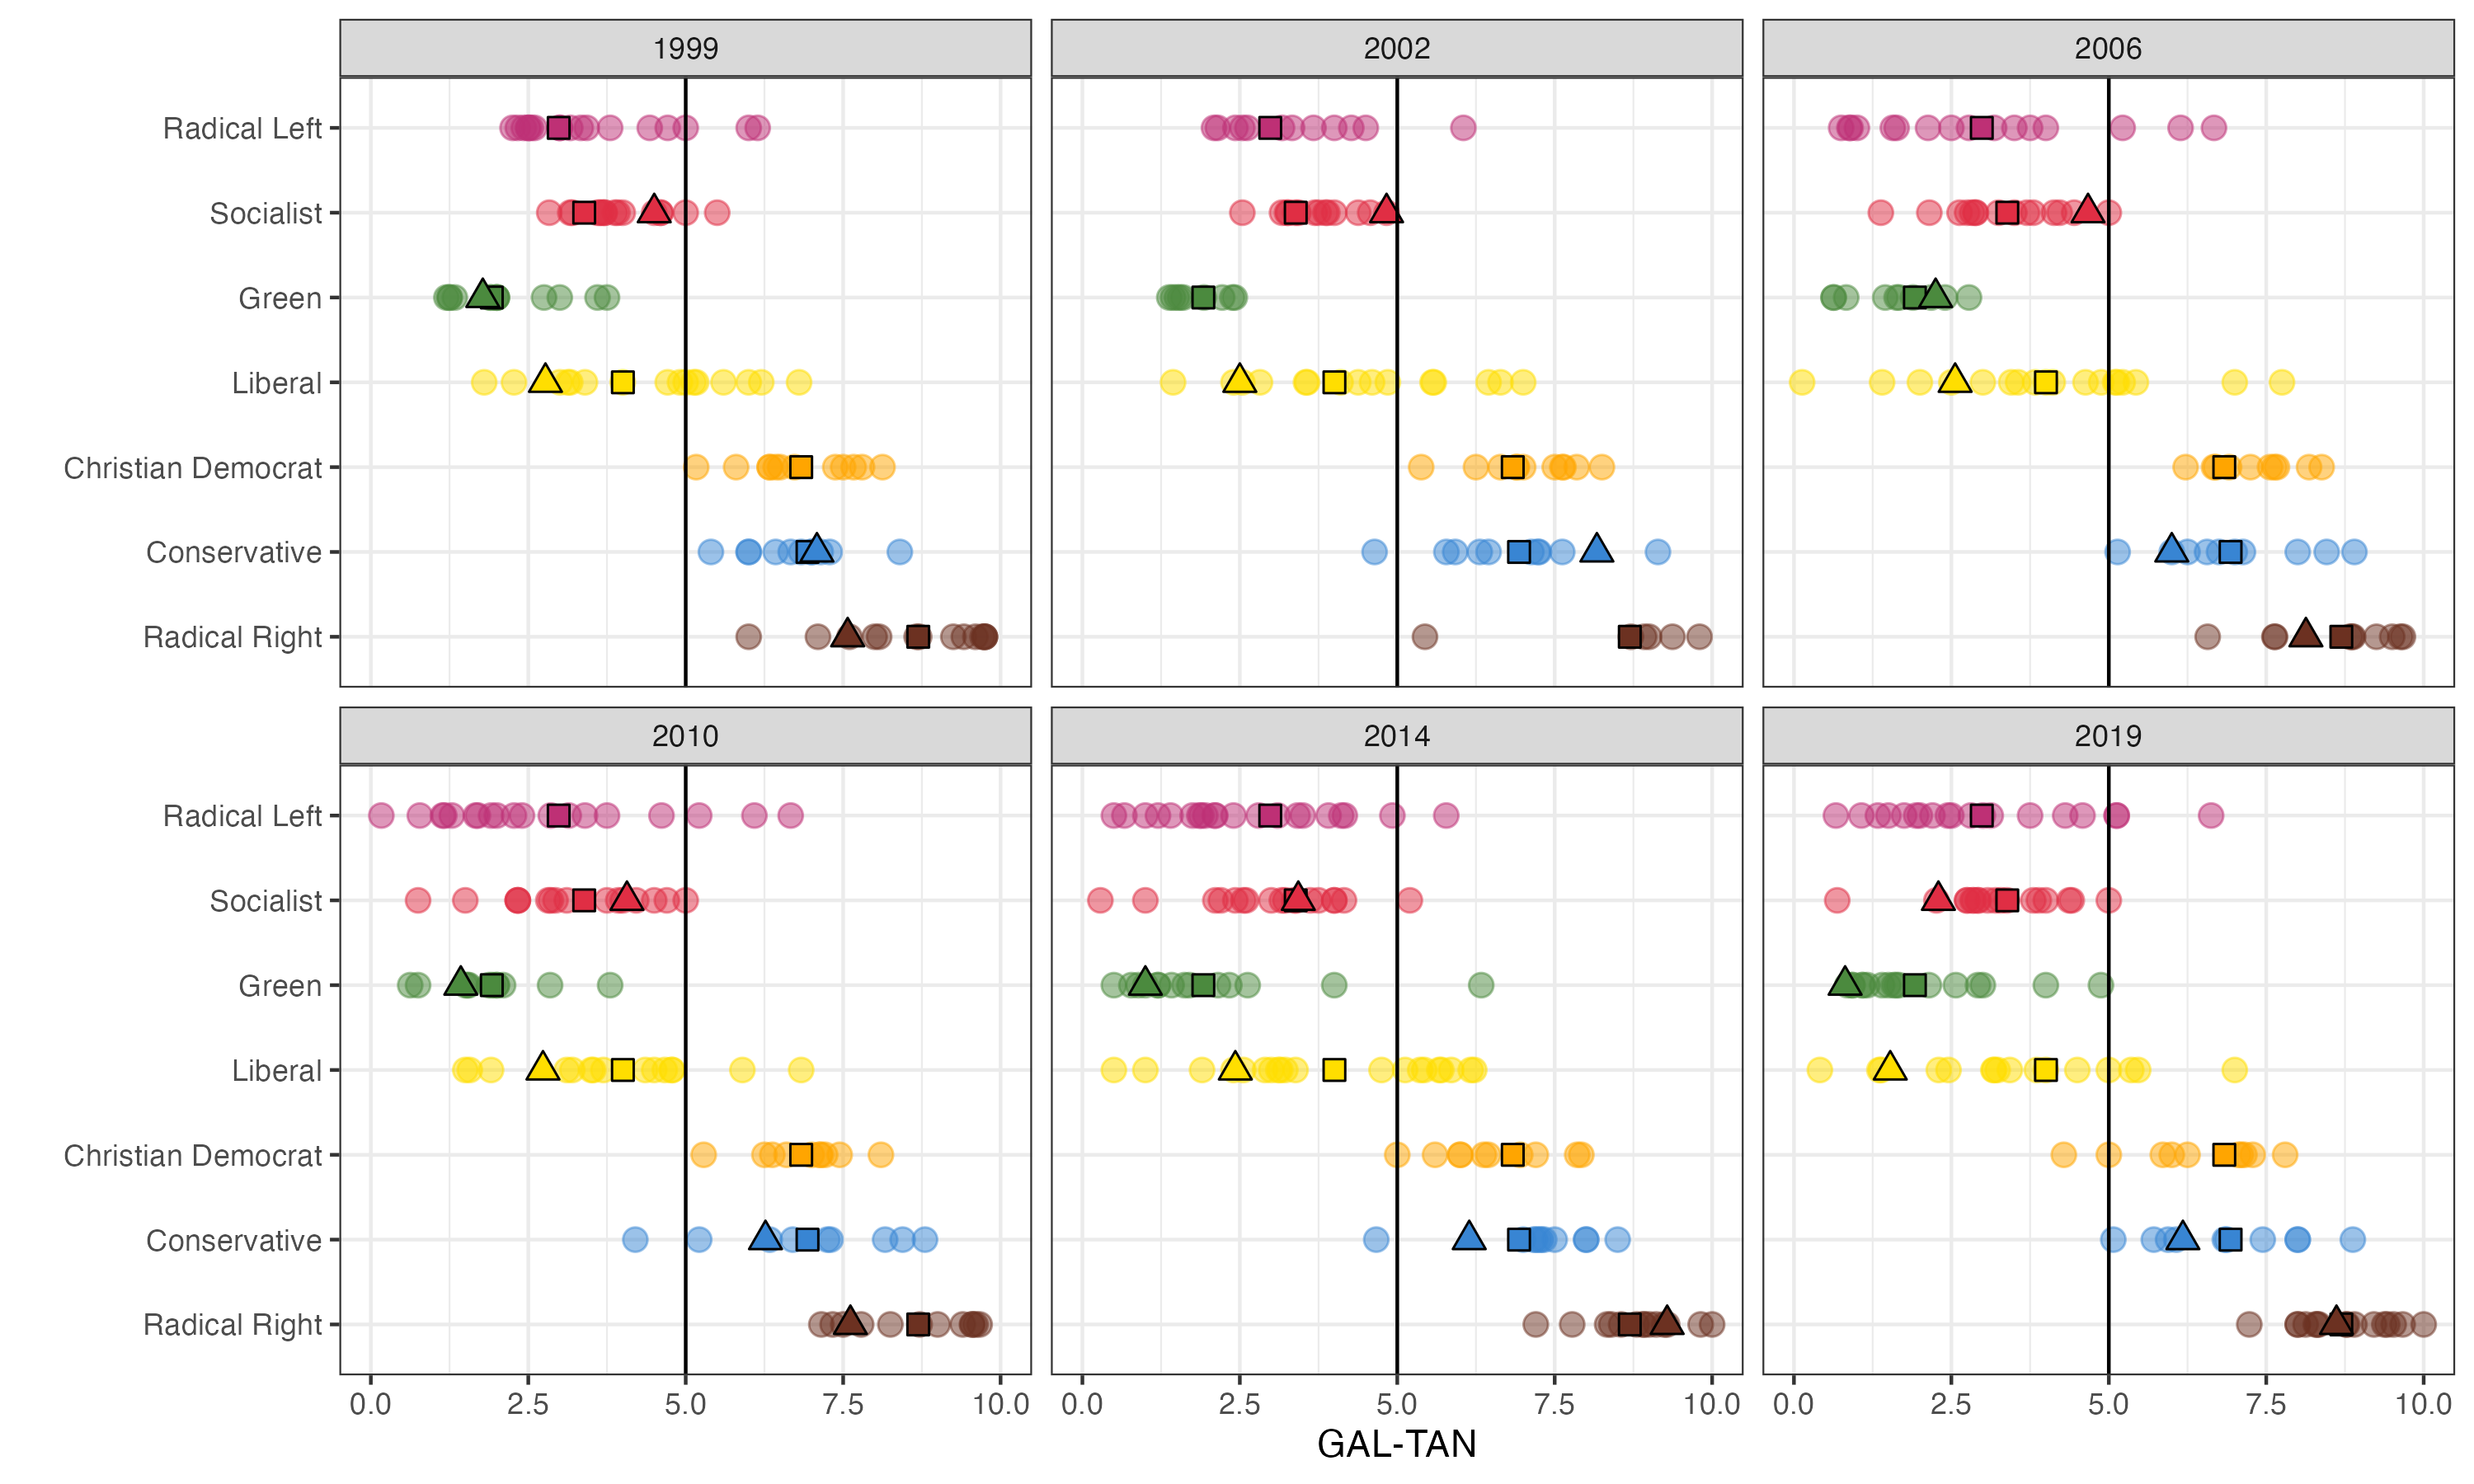 1999
2002
2006
Radical Left
Socialist
Green
Liberal
Christian Democrat
Conservative
Radical Right
2010
2014
2019
Radical Left
Socialist
Green
Liberal
Christian Democrat
Conservative
Radical Right
0.0 2.5 5.0 7.5 10.0 0.0 2.5 5.0 7.5 10.0 0.0 2.5 5.0 7.5 10.0
GAL-TAN